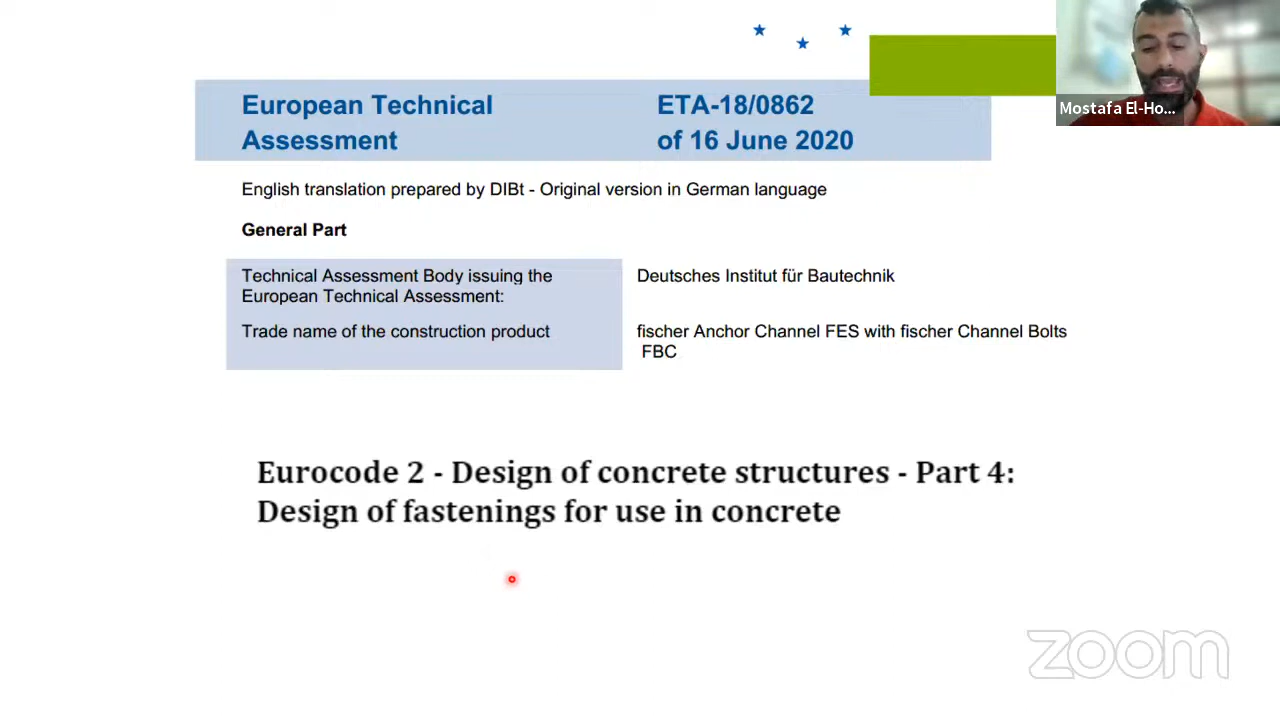 European Technical Assessment
ETA-18/0862 of 16 June 2020
Mostafa El-Ho...
English translation prepared by DIBt - Original version in German language
General Part
Technical Assessment Body issuing the European Technical Assessment:
Deutsches Institut für Bautechnik
Trade name of the construction product
fischer Anchor Channel FES with fischer Channel Bolts FBC
Eurocode 2 - Design of concrete structures - Part 4:
Design of fastenings for use in concrete
zoom